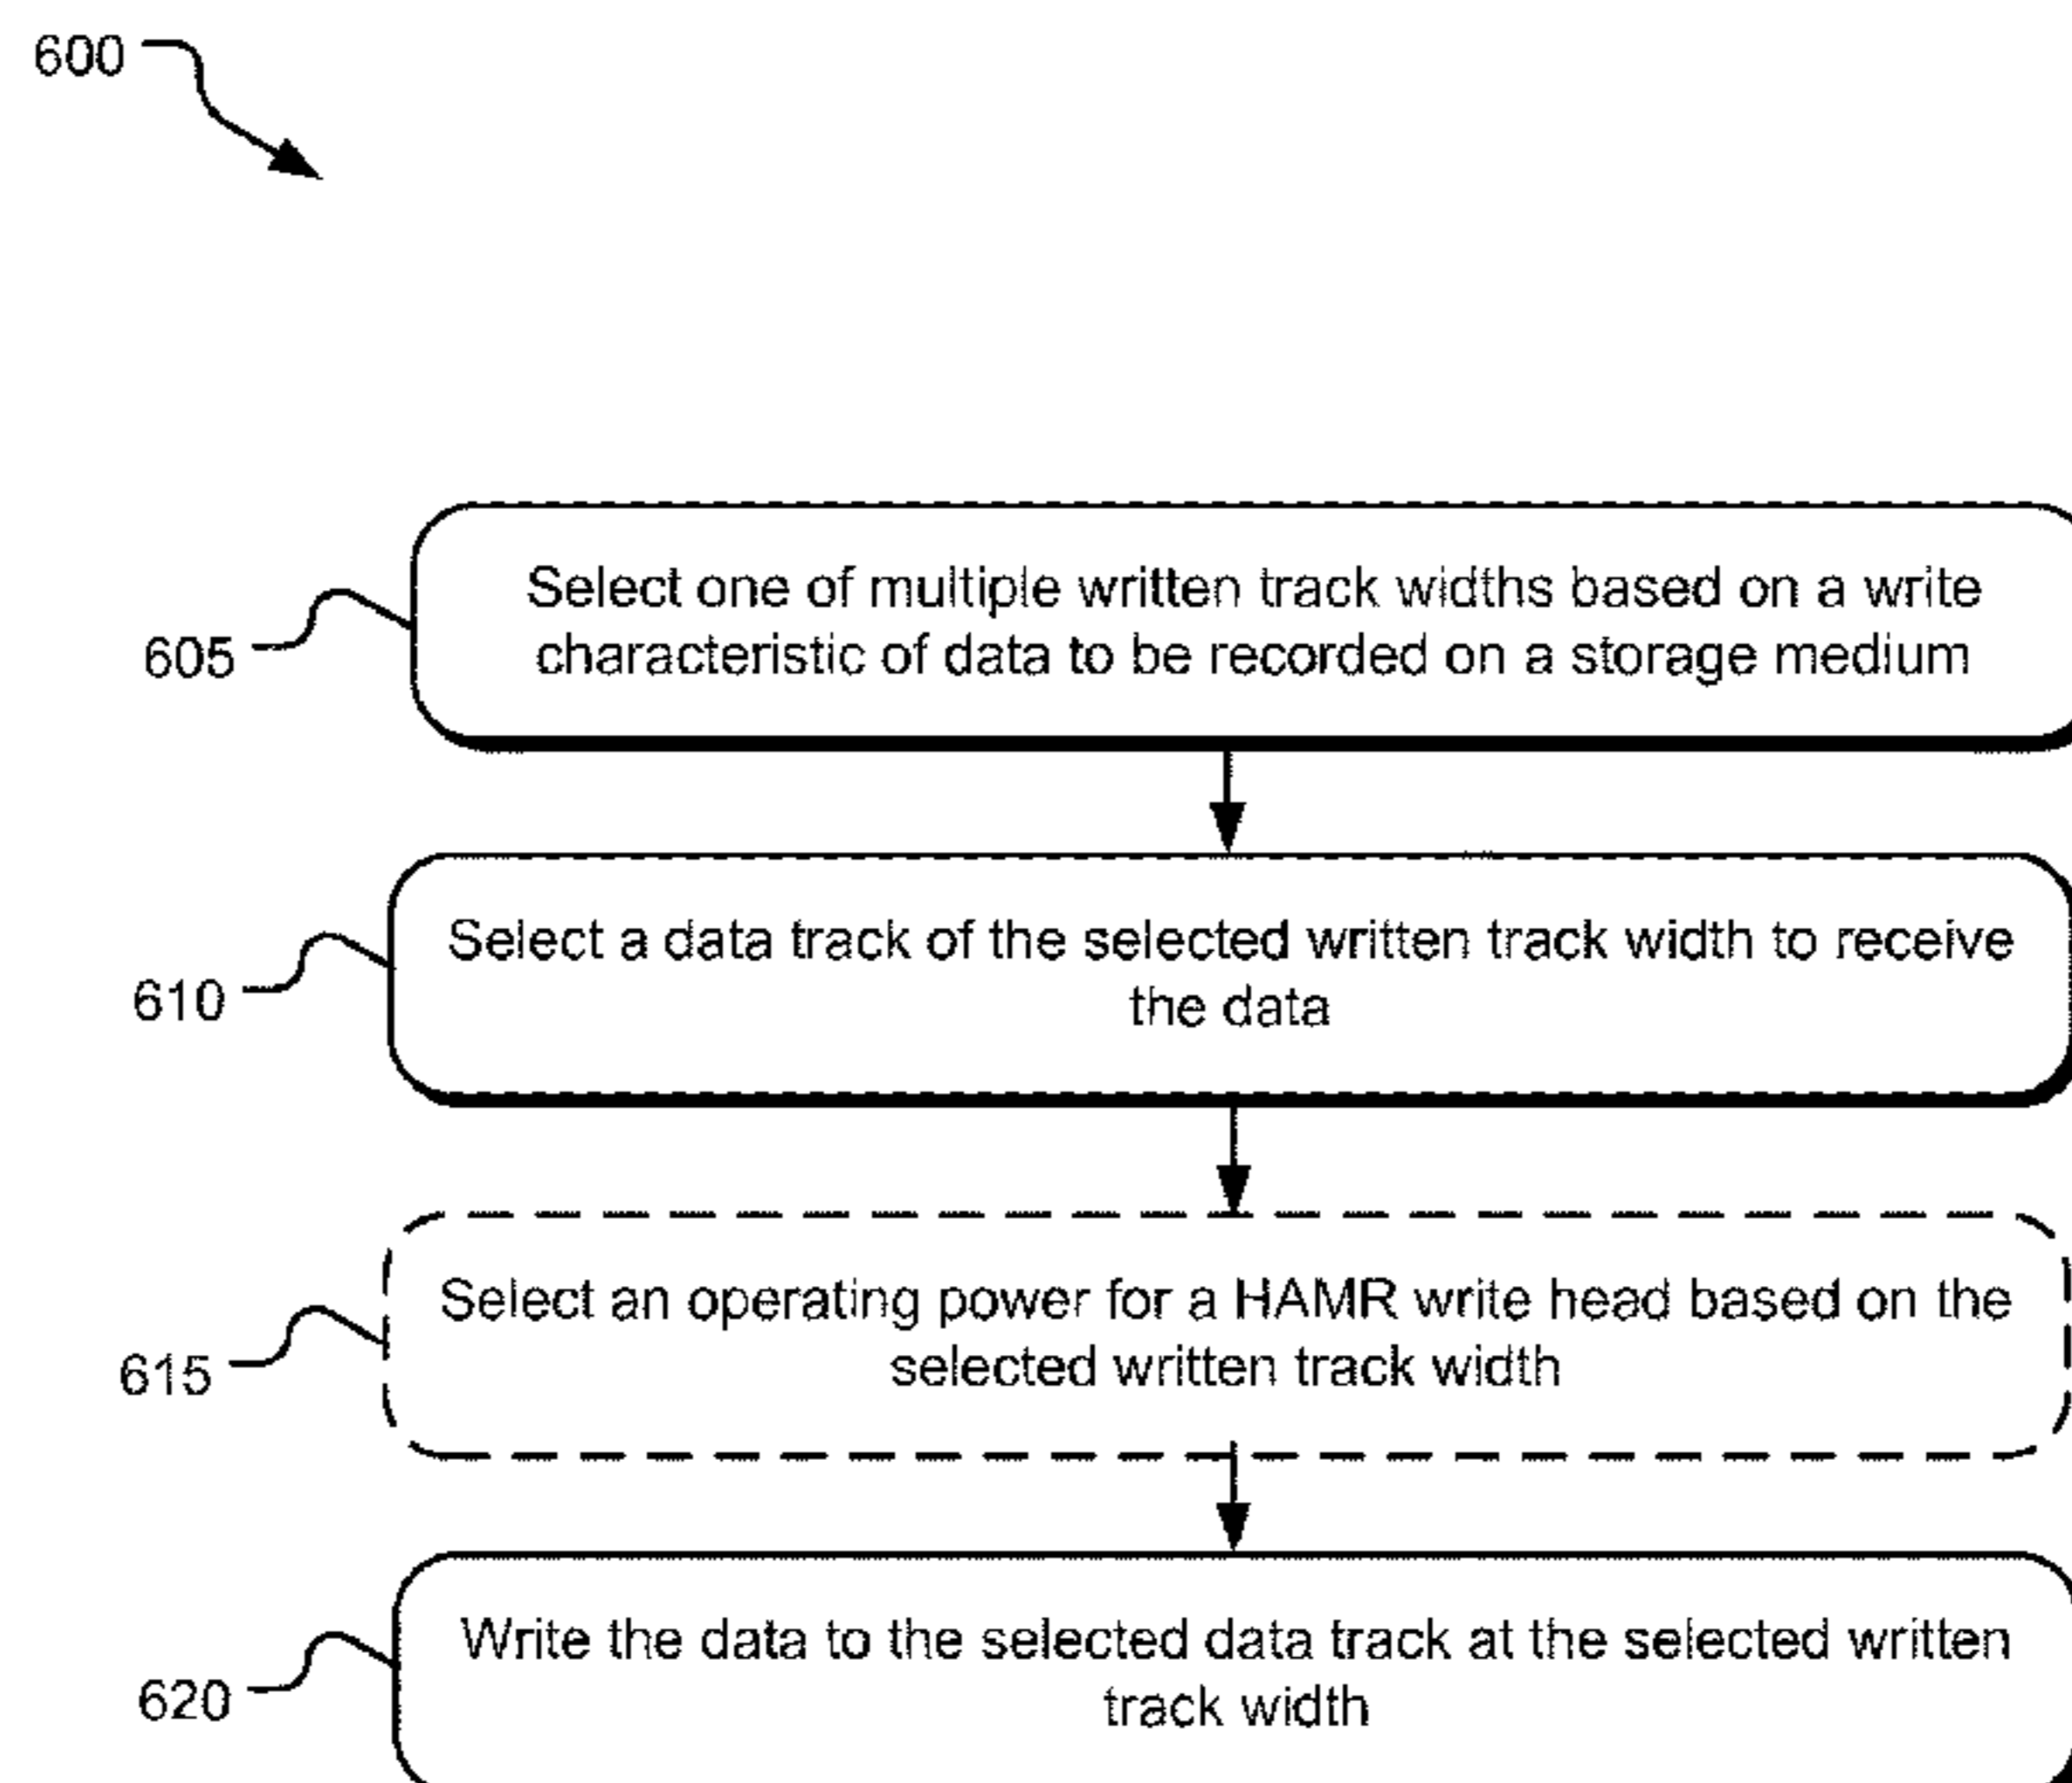 600
Select one of multiple written track widths based on a write
characteristic of data to be recorded on a storage medium
605
Select a data track of the selected written track width to receive
the data
610
Select an operating power for a HAMR write head based on the
selected written track width
615
Write the data to the selected data track at the selected written
track width
620